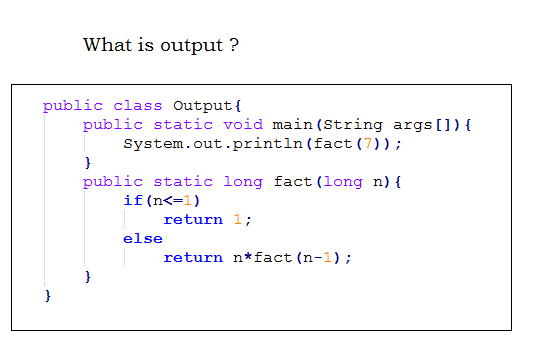 What is output ?
public class Output{
public static void main(String args[]){
System.out.println(fact(7));
}
public static long fact(long n){
if(n<=1)
return 1;
else
return n*fact(n-1);
}
}